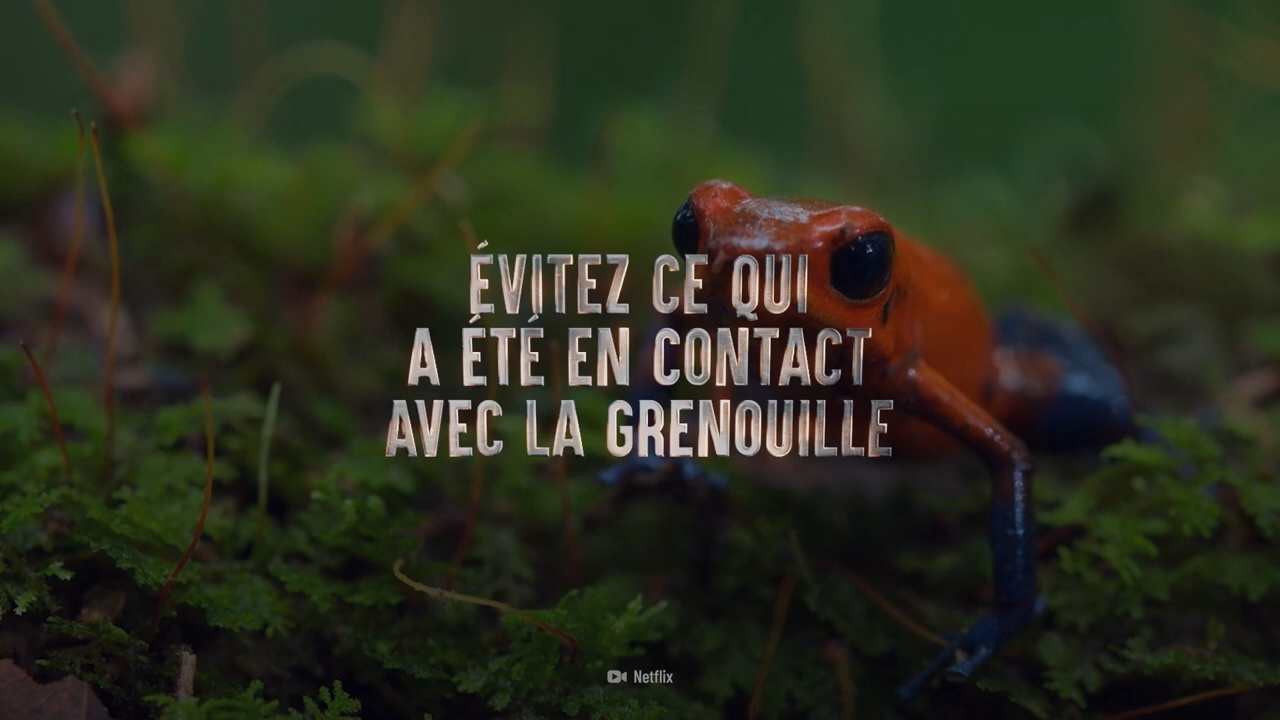 ÉVITEZ CE QUI
A ÉTÉ EN CONTACT
AVEC LA GRENOUILLE
Netflix